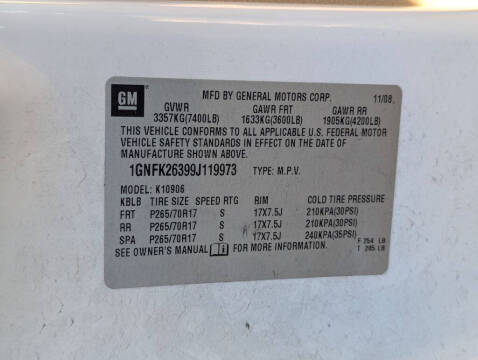 GM
MFD BY GENERAL MOTORS CORP. 11/08
GVWR GAWR FRT GAWR RR
3357KG(7400LB) 1633KG(3600LB) 1905KG(4200LB)
THIS VEHICLE CONFORMS TO ALL APPLICABLE U.S. FEDERAL MOTOR
VEHICLE SAFETY STANDARDS IN EFFECT ON THE DATE OF
MANUFACTURE SHOWN ABOVE.
1GNFK26399J119973 TYPE: M.P.V.
MODEL: K10906
KBLB TIRE SIZE SPEED RTG RIM COLD TIRE PRESSURE
FRT P265/70R17 S 17X7.5J 210KPA(30PSI)
RR P265/70R17 S 17X7.5J 210KPA(30PSI)
SPA P265/70R17 S 17X7.5J 240KPA(35PSI)
SEE OWNER'S MANUAL FOR MORE INFORMATION F 254 LB
T 285 LB